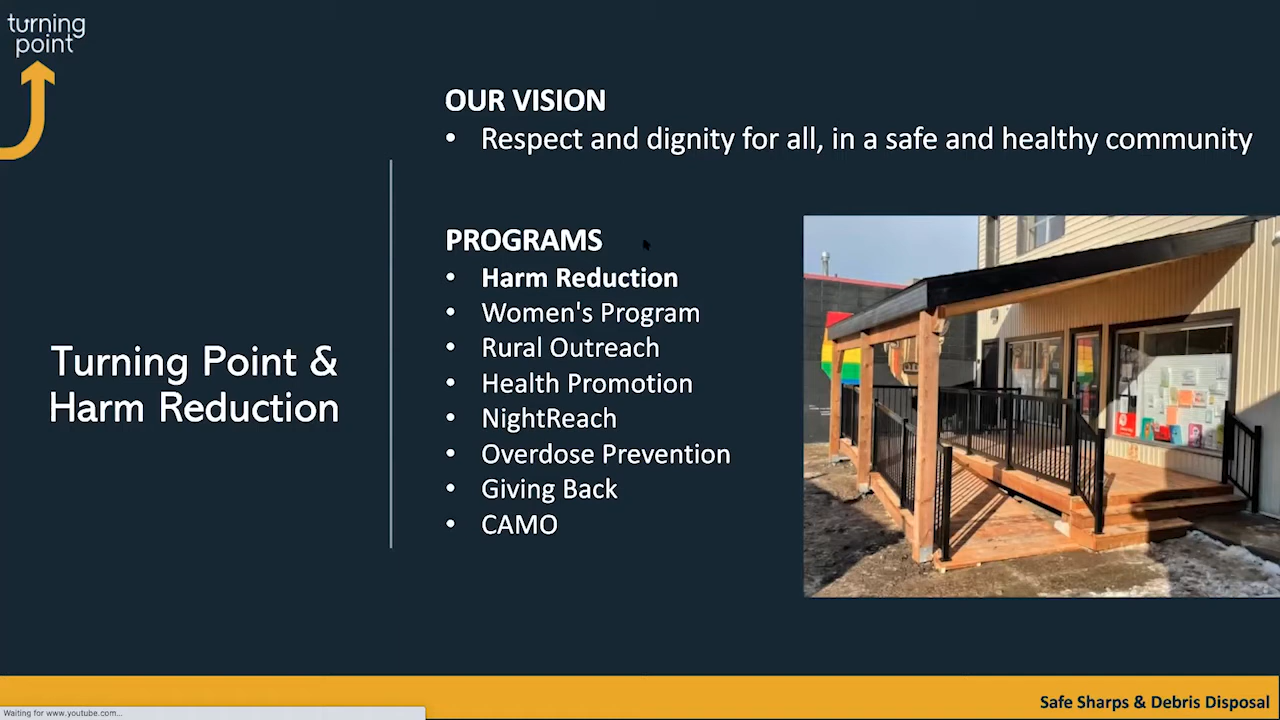 turning
point
OUR VISION
• Respect and dignity for all, in a safe and healthy community
PROGRAMS
• Harm Reduction
• Women's Program
• Rural Outreach
• Health Promotion
• NightReach
• Overdose Prevention
• Giving Back
• CAMO
Turning Point &
Harm Reduction
Safe Sharps & Debris Disposal
Waiting for www.youtube.com...